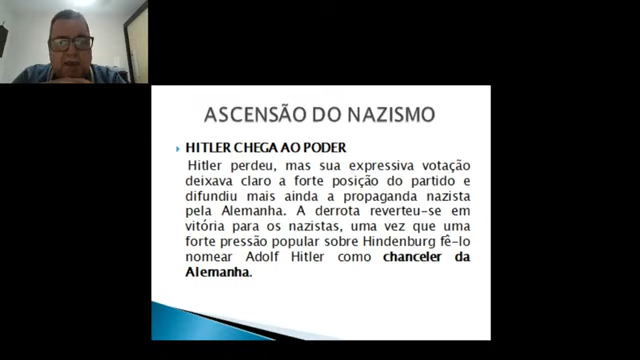 ASCENSÃO DO NAZISMO
HITLER CHEGA AO PODER
Hitler perdeu, mas sua expressiva votação
deixava claro a forte posição do partido e
difundiu mais ainda a propaganda nazista
pela Alemanha. A derrota reverteu-se em
vitória para os nazistas, uma vez que uma
forte pressão popular sobre Hindenburg fê-lo
nomear Adolf Hitler como chanceler da
Alemanha.